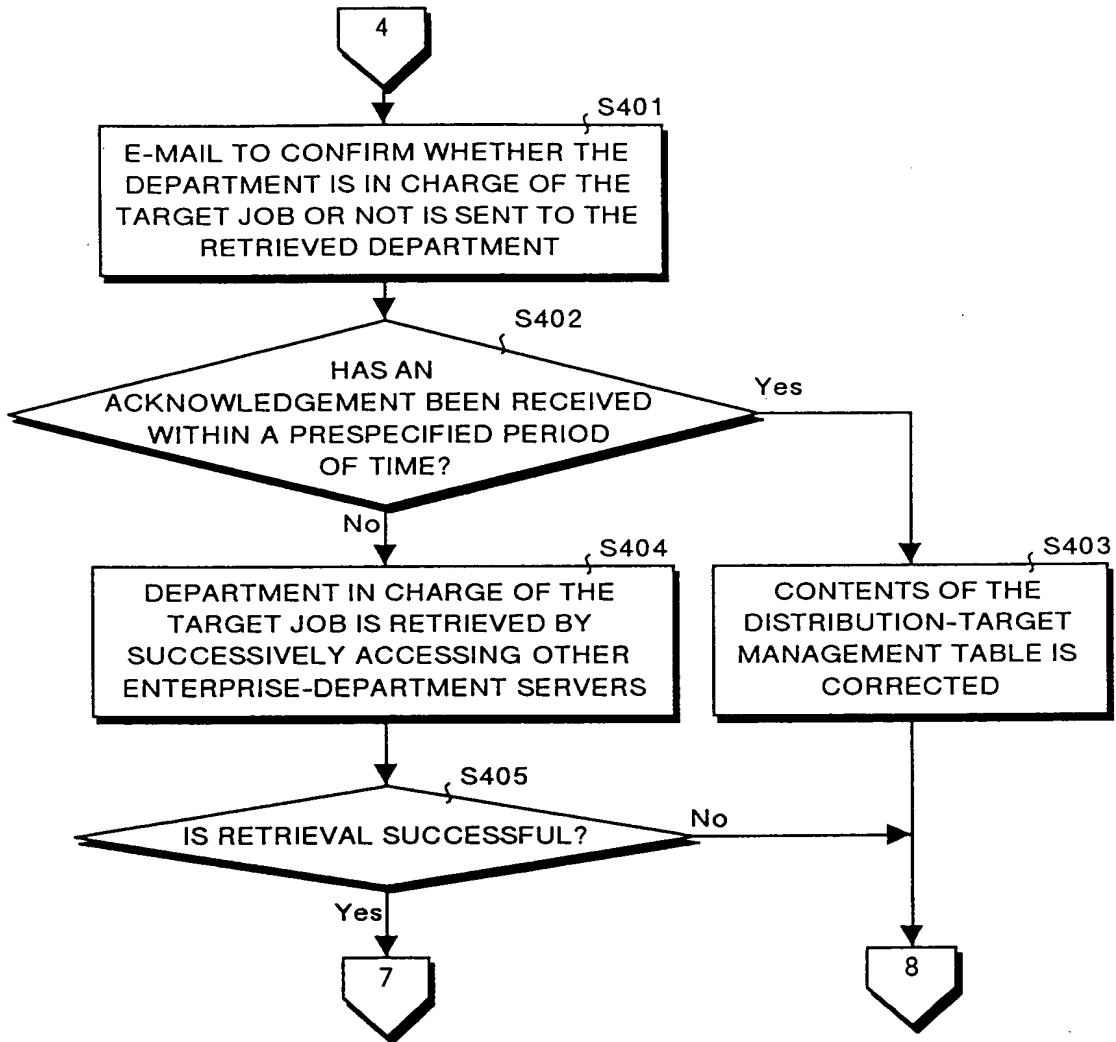 4
S401
E-MAIL TO CONFIRM WHETHER THE
DEPARTMENT IS IN CHARGE OF THE
TARGET JOB OR NOT IS SENT TO THE
RETRIEVED DEPARTMENT
S402
HAS AN
ACKNOWLEDGEMENT BEEN RECEIVED
WITHIN A PRESPECIFIED PERIOD
OF TIME?
Yes
No
S404
DEPARTMENT IN CHARGE OF THE
TARGET JOB IS RETRIEVED BY
SUCCESSIVELY ACCESSING OTHER
ENTERPRISE-DEPARTMENT SERVERS
S403
CONTENTS OF THE
DISTRIBUTION-TARGET
MANAGEMENT TABLE IS
CORRECTED
S405
IS RETRIEVAL SUCCESSFUL?
No
Yes
7
8